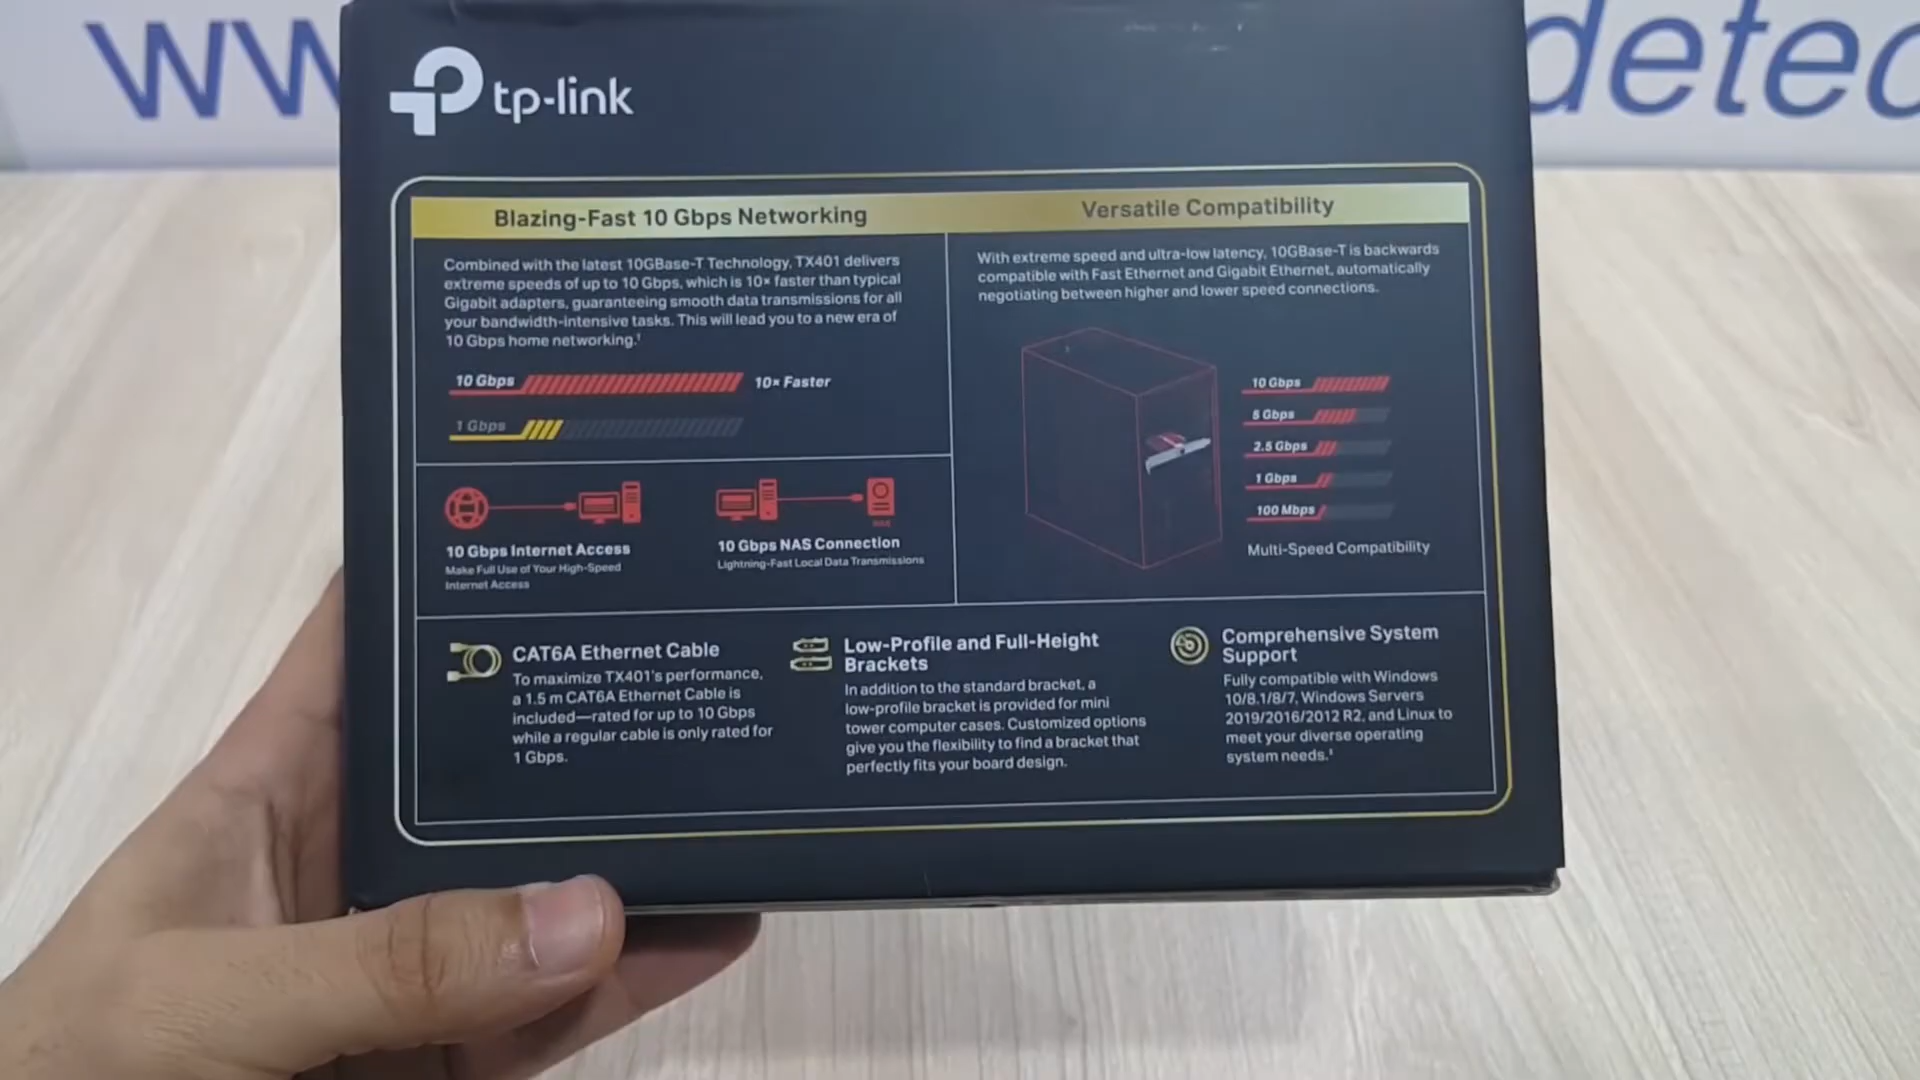 ww
detec
tp-link
Blazing-Fast 10 Gbps Networking
Combined with the latest 10GBase-T Technology, TX401 delivers
extreme speeds of up to 10 Gbps, which is 10× faster than typical
Gigabit adapters, guaranteeing smooth data transmissions for all
your bandwidth-intensive tasks. This will lead you to a new era of
10 Gbps home networking.†
10 Gbps
10× Faster
1 Gbps
10 Gbps Internet Access
Make Full Use of Your High-Speed
Internet Access
10 Gbps NAS Connection
Lightning-Fast Local Data Transmissions
Versatile Compatibility
With extreme speed and ultra-low latency, 10GBase-T is backwards
compatible with Fast Ethernet and Gigabit Ethernet, automatically
negotiating between higher and lower speed connections.
10 Gbps
5 Gbps
2.5 Gbps
1 Gbps
100 Mbps
Multi-Speed Compatibility
CAT6A Ethernet Cable
To maximize TX401's performance,
a 1.5 m CAT6A Ethernet Cable is
included—rated for up to 10 Gbps
while a regular cable is only rated for
1 Gbps.
Low-Profile and Full-Height
Brackets
In addition to the standard bracket, a
low-profile bracket is provided for mini
tower computer cases. Customized options
give you the flexibility to find a bracket that
perfectly fits your board design.
Comprehensive System
Support
Fully compatible with Windows
10/8.1/8/7, Windows Servers
2019/2016/2012 R2, and Linux to
meet your diverse operating
system needs.‡